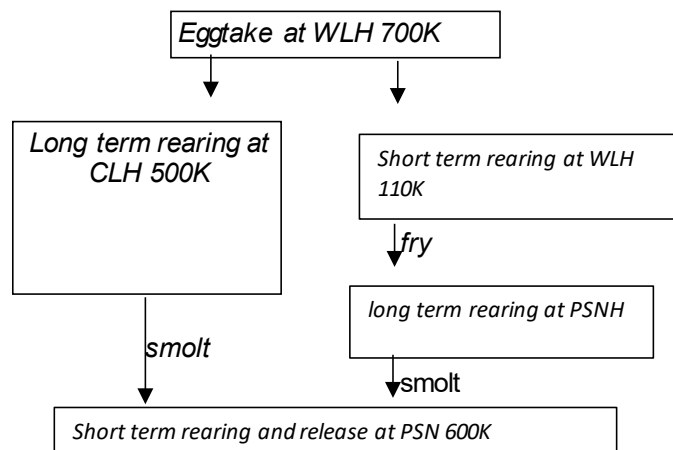 Eggtake at WLH 700K
Long term rearing at
CLH 500K
Short term rearing at WLH
110K
fry
long term rearing at PSNH
smolt
smolt
Short term rearing and release at PSN 600K